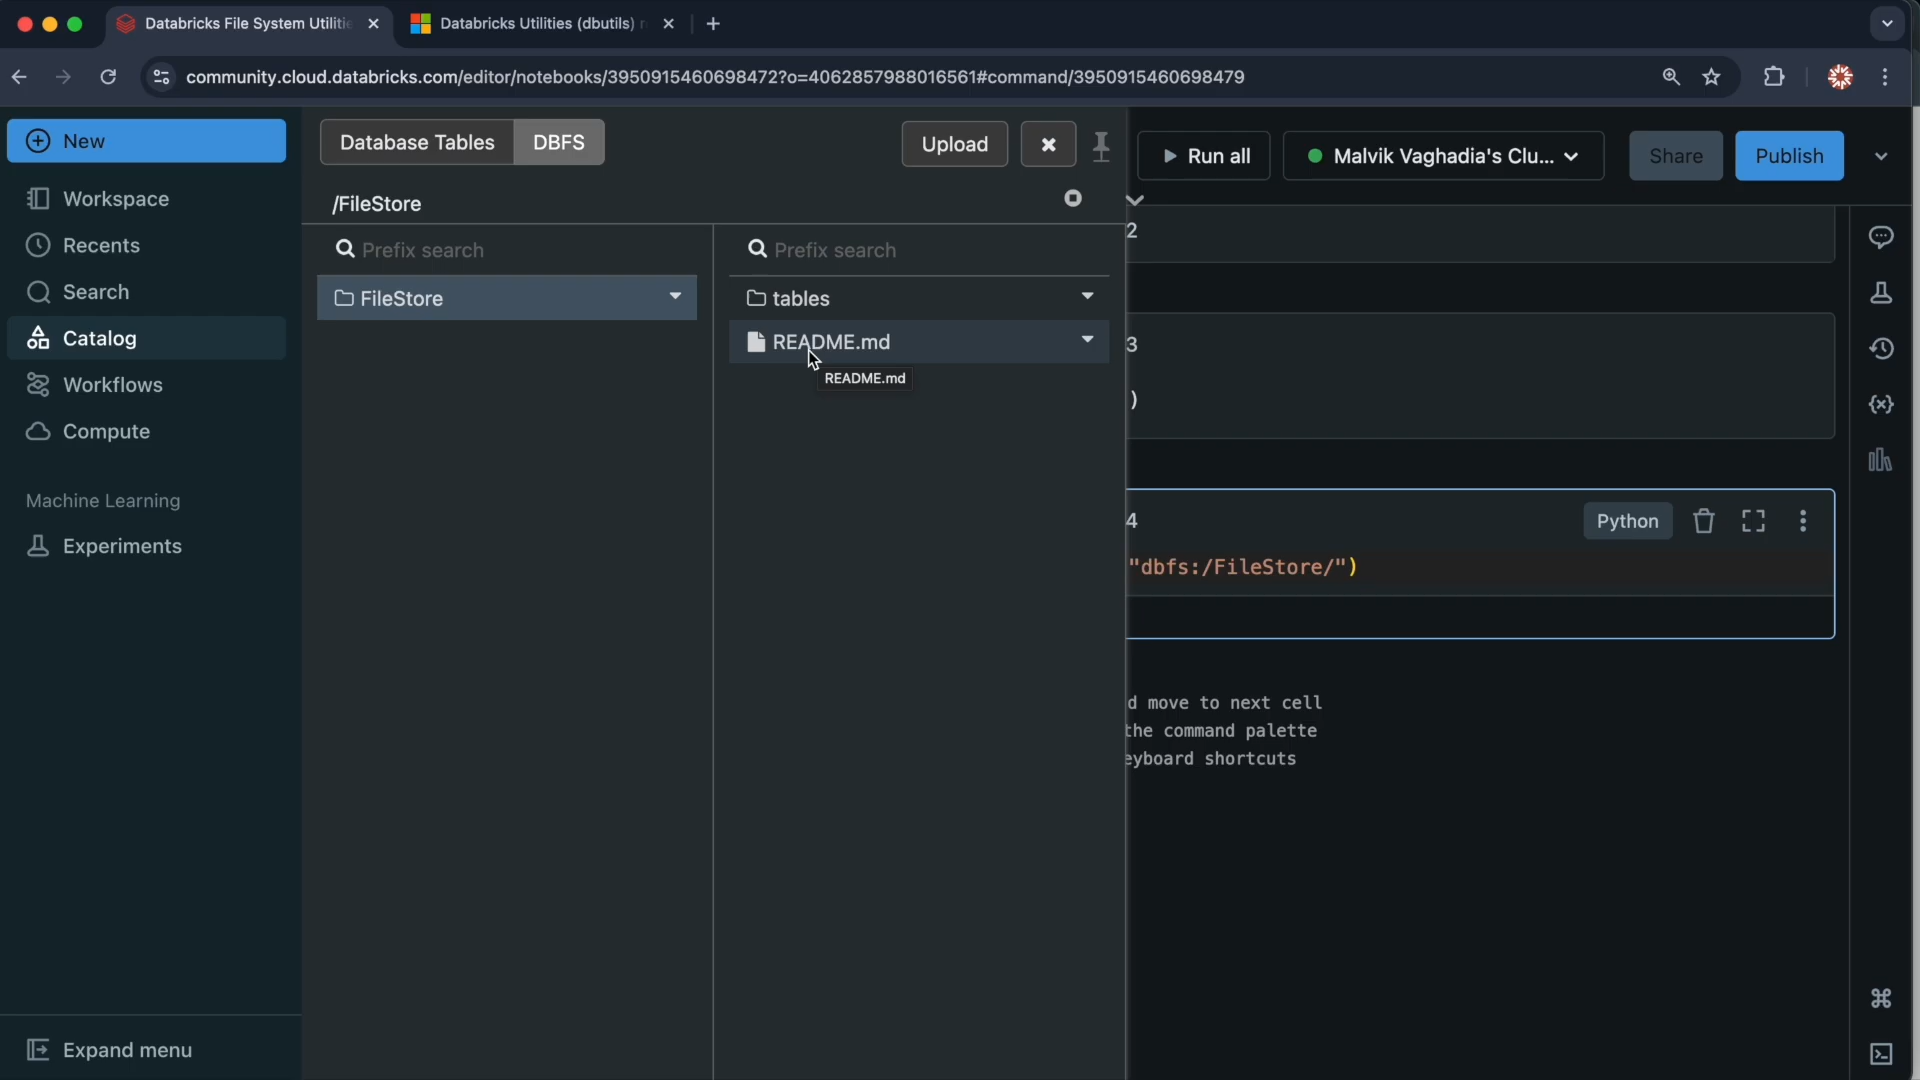 Databricks File System Utilitie
Databricks Utilities (dbutils) r
community.cloud.databricks.com/editor/notebooks/3950915460698472?o=4062857988016561#command/3950915460698479
New
Workspace
Recents
Search
Catalog
Workflows
Compute
Machine Learning
Experiments
Expand menu
Database Tables
DBFS
Upload
/FileStore
Prefix search
FileStore
Prefix search
tables
README.md
README.md
Run all
Malvik Vaghadia's Clu...
Share
Publish
2
3
)
4
Python
"dbfs:/FileStore/")
d move to next cell
the command palette
eyboard shortcuts